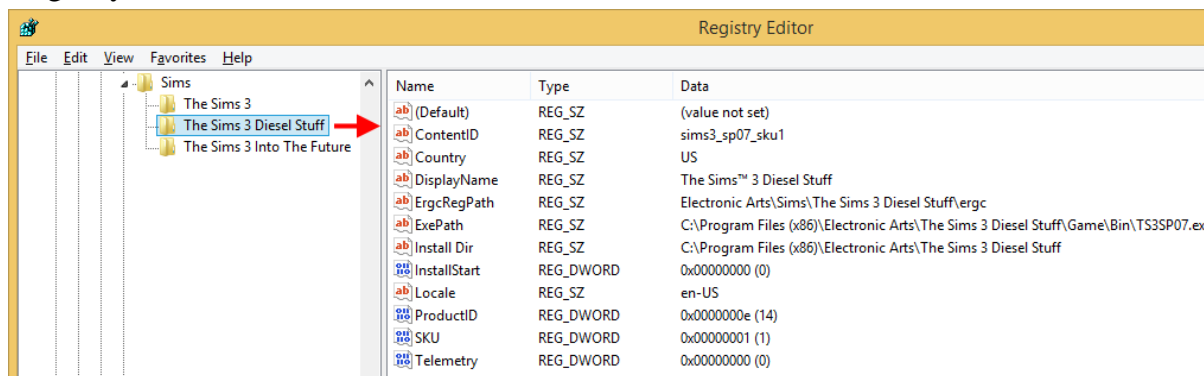 Registry Editor
File Edit View Favorites Help
Sims
The Sims 3
The Sims 3 Diesel Stuff
The Sims 3 Into The Future
Name Type Data
(Default) REG_SZ (value not set)
ContentID REG_SZ sims3_sp07_sku1
Country REG_SZ US
DisplayName REG_SZ The Sims™ 3 Diesel Stuff
ErgcRegPath REG_SZ Electronic Arts\Sims\The Sims 3 Diesel Stuff\ergc
ExePath REG_SZ C:\Program Files (x86)\Electronic Arts\The Sims 3 Diesel Stuff\Game\Bin\TS3SP07.ex
Install Dir REG_SZ C:\Program Files (x86)\Electronic Arts\The Sims 3 Diesel Stuff
InstallStart REG_DWORD 0x00000000 (0)
Locale REG_SZ en-US
ProductID REG_DWORD 0x0000000e (14)
SKU REG_DWORD 0x00000001 (1)
Telemetry REG_DWORD 0x00000000 (0)